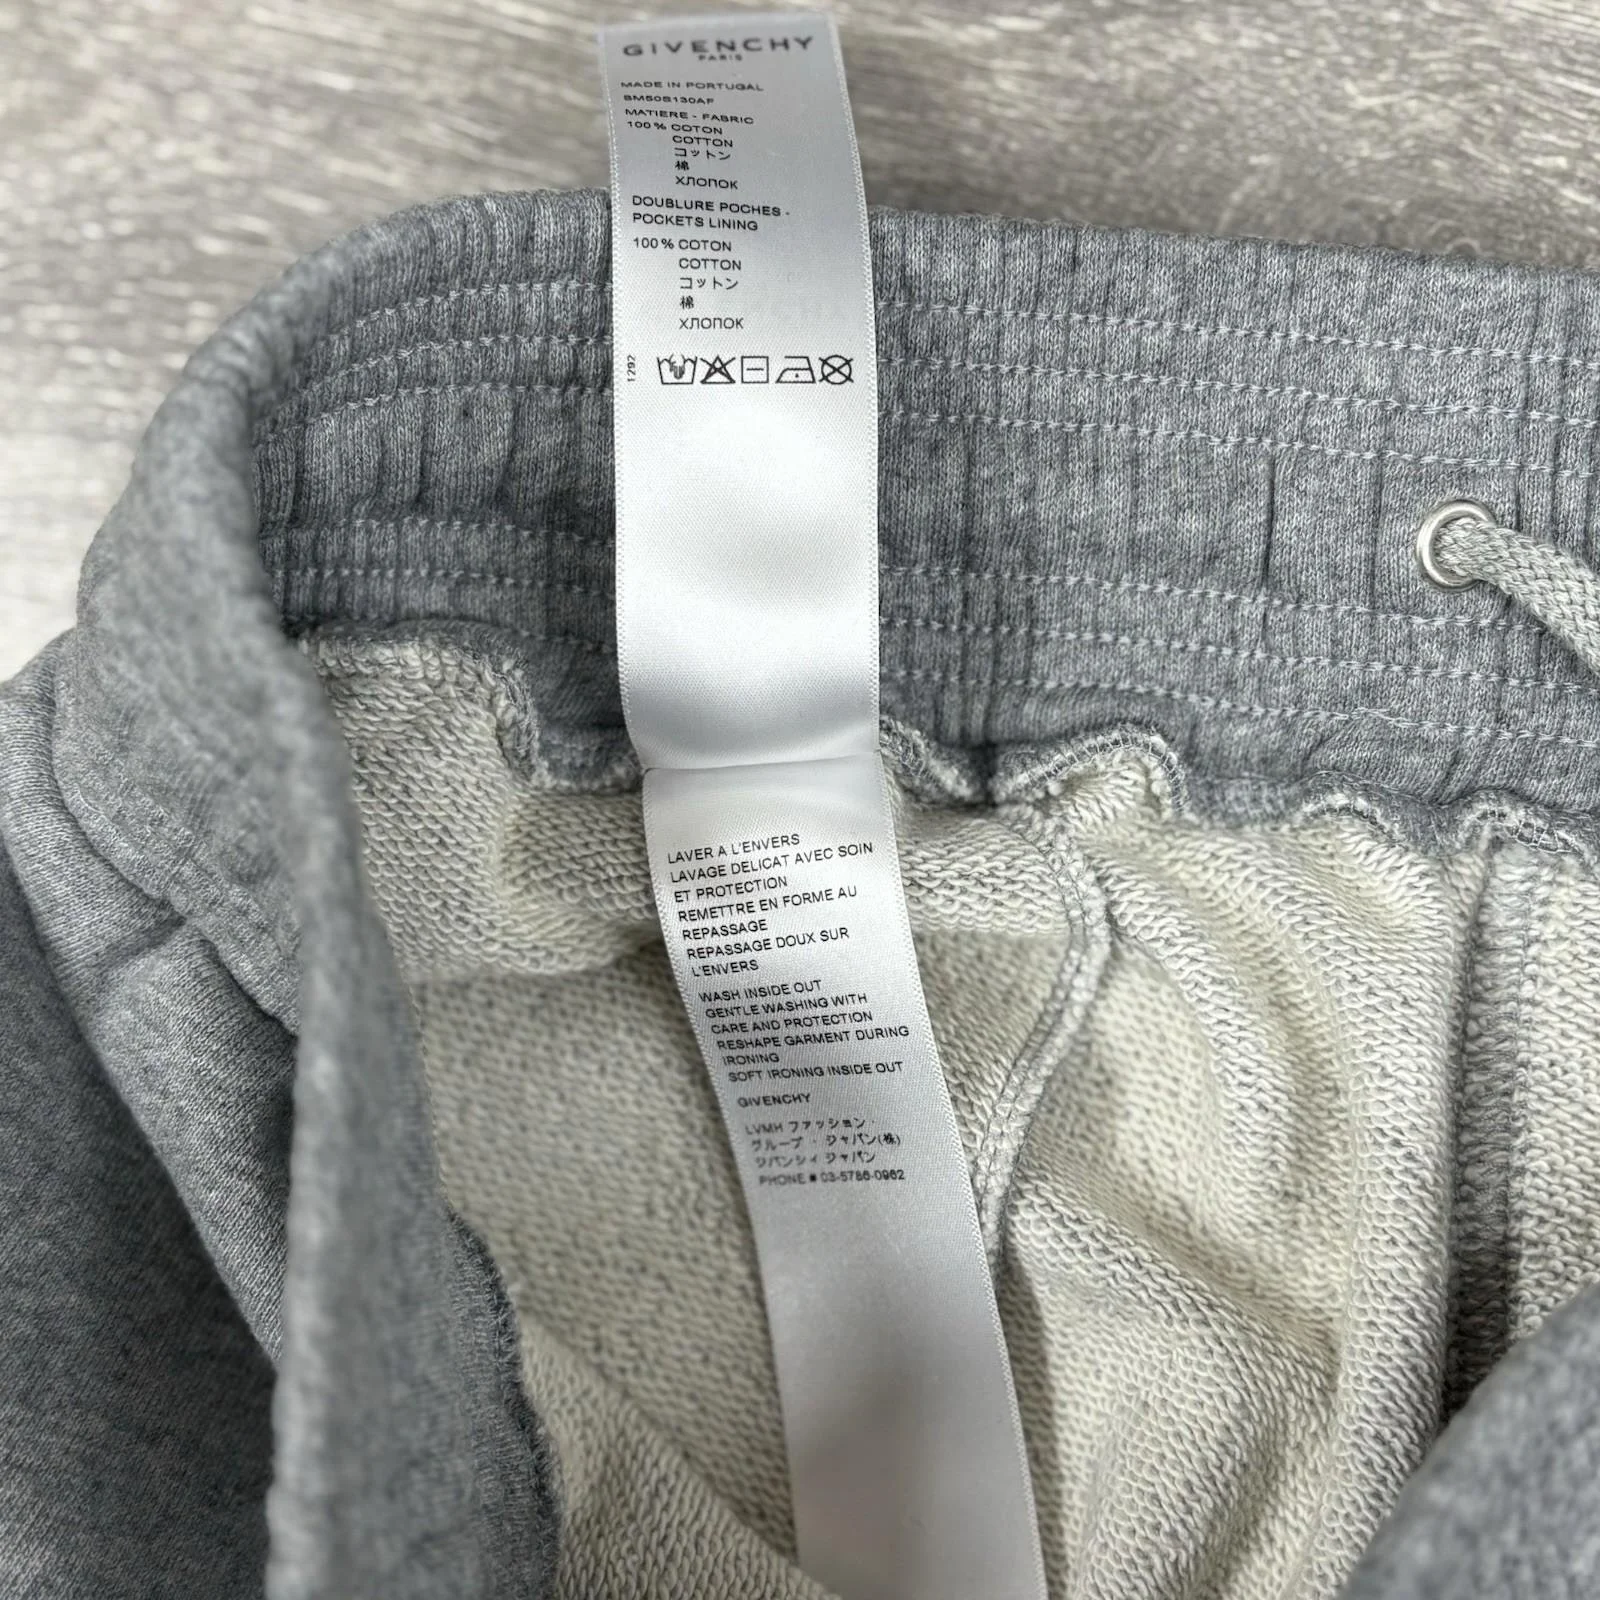 GIVENCHY
PARIS
MADE IN PORTUGAL
BM50S130AF
MATIERE - FABRIC
100 % COTON
COTTON
コットン
棉
ХЛОПОК
DOUBLURE POCHES -
POCKETS LINING
100 % COTON
COTTON
コットン
棉
ХЛОПОК
1292
LAVER A L'ENVERS
LAVAGE DELICAT AVEC SOIN
ET PROTECTION
REMETTRE EN FORME AU
REPASSAGE
REPASSAGE DOUX SUR
L'ENVERS
WASH INSIDE OUT
GENTLE WASHING WITH
CARE AND PROTECTION
RESHAPE GARMENT DURING
IRONING
SOFT IRONING INSIDE OUT
GIVENCHY
LVMH ファッション・
グループ・ジャパン(株)
ジバンシィ ジャパン
PHONE # 03-5786-0962